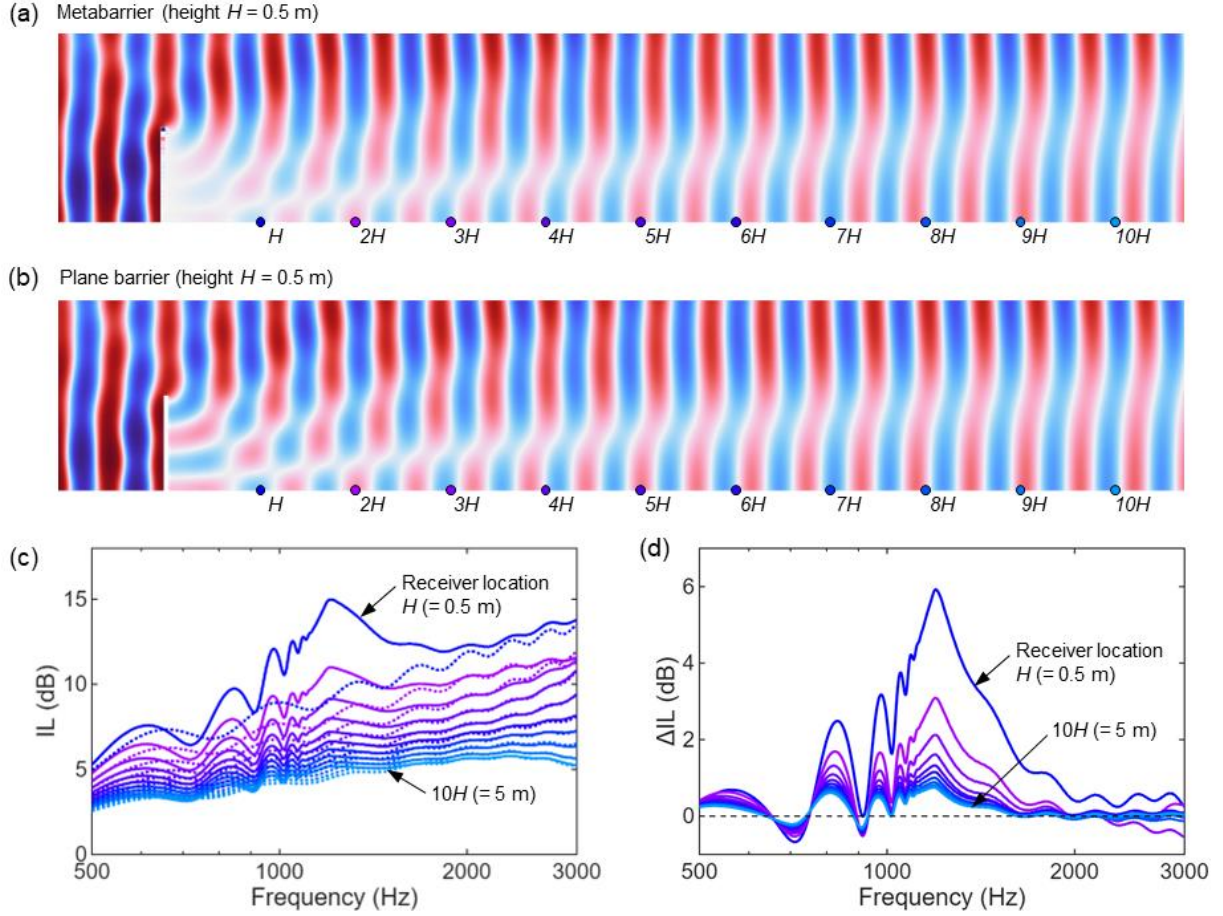 (a) Metabarrier (height H = 0.5 m)
H 2H 3H 4H 5H 6H 7H 8H 9H 10H
(b) Plane barrier (height H = 0.5 m)
H 2H 3H 4H 5H 6H 7H 8H 9H 10H
(c)
IL (dB)
15
10
5
0
Receiver location
H (= 0.5 m)
10H (= 5 m)
500 1000 2000 3000
Frequency (Hz)
(d)
ΔIL (dB)
6
4
2
0
Receiver location
H (= 0.5 m)
10H (= 5 m)
500 1000 2000 3000
Frequency (Hz)